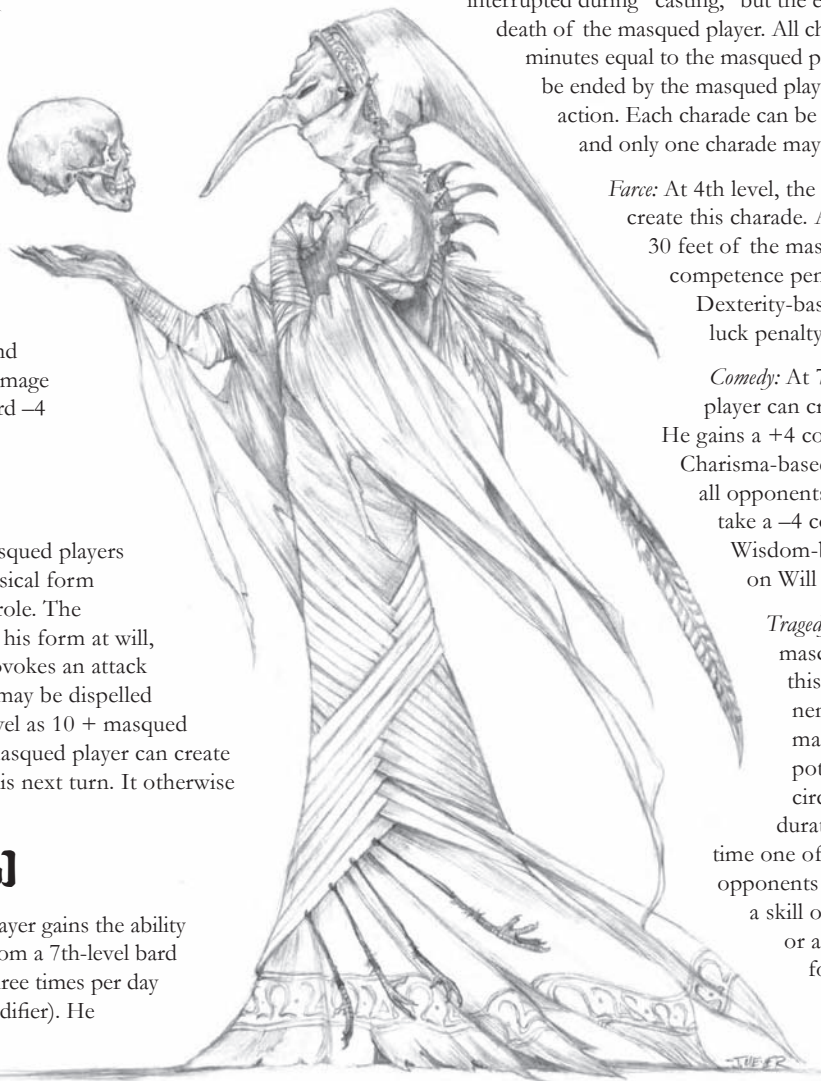 nd
mage
rd –4
squed players
sical form
role. The
his form at will,
vokes an attack
may be dispelled
vel as 10 + masqued
asqued player can create
is next turn. It otherwise
ayer gains the ability
om a 7th-level bard
ree times per day
difier). He
interrupted during "casting," but the e
death of the masqued player. All ch
minutes equal to the masqued p
be ended by the masqued play
action. Each charade can be
and only one charade may
Farce: At 4th level, the
create this charade. A
30 feet of the mas
competence pen
Dexterity-bas
luck penalty
Comedy: At 7
player can cr
He gains a +4 co
Charisma-based
all opponents
take a –4 co
Wisdom-b
on Will
Tragedy
masc
this
ner
ma
pot
circ
durat
time one of
opponents
a skill o
or a
fo